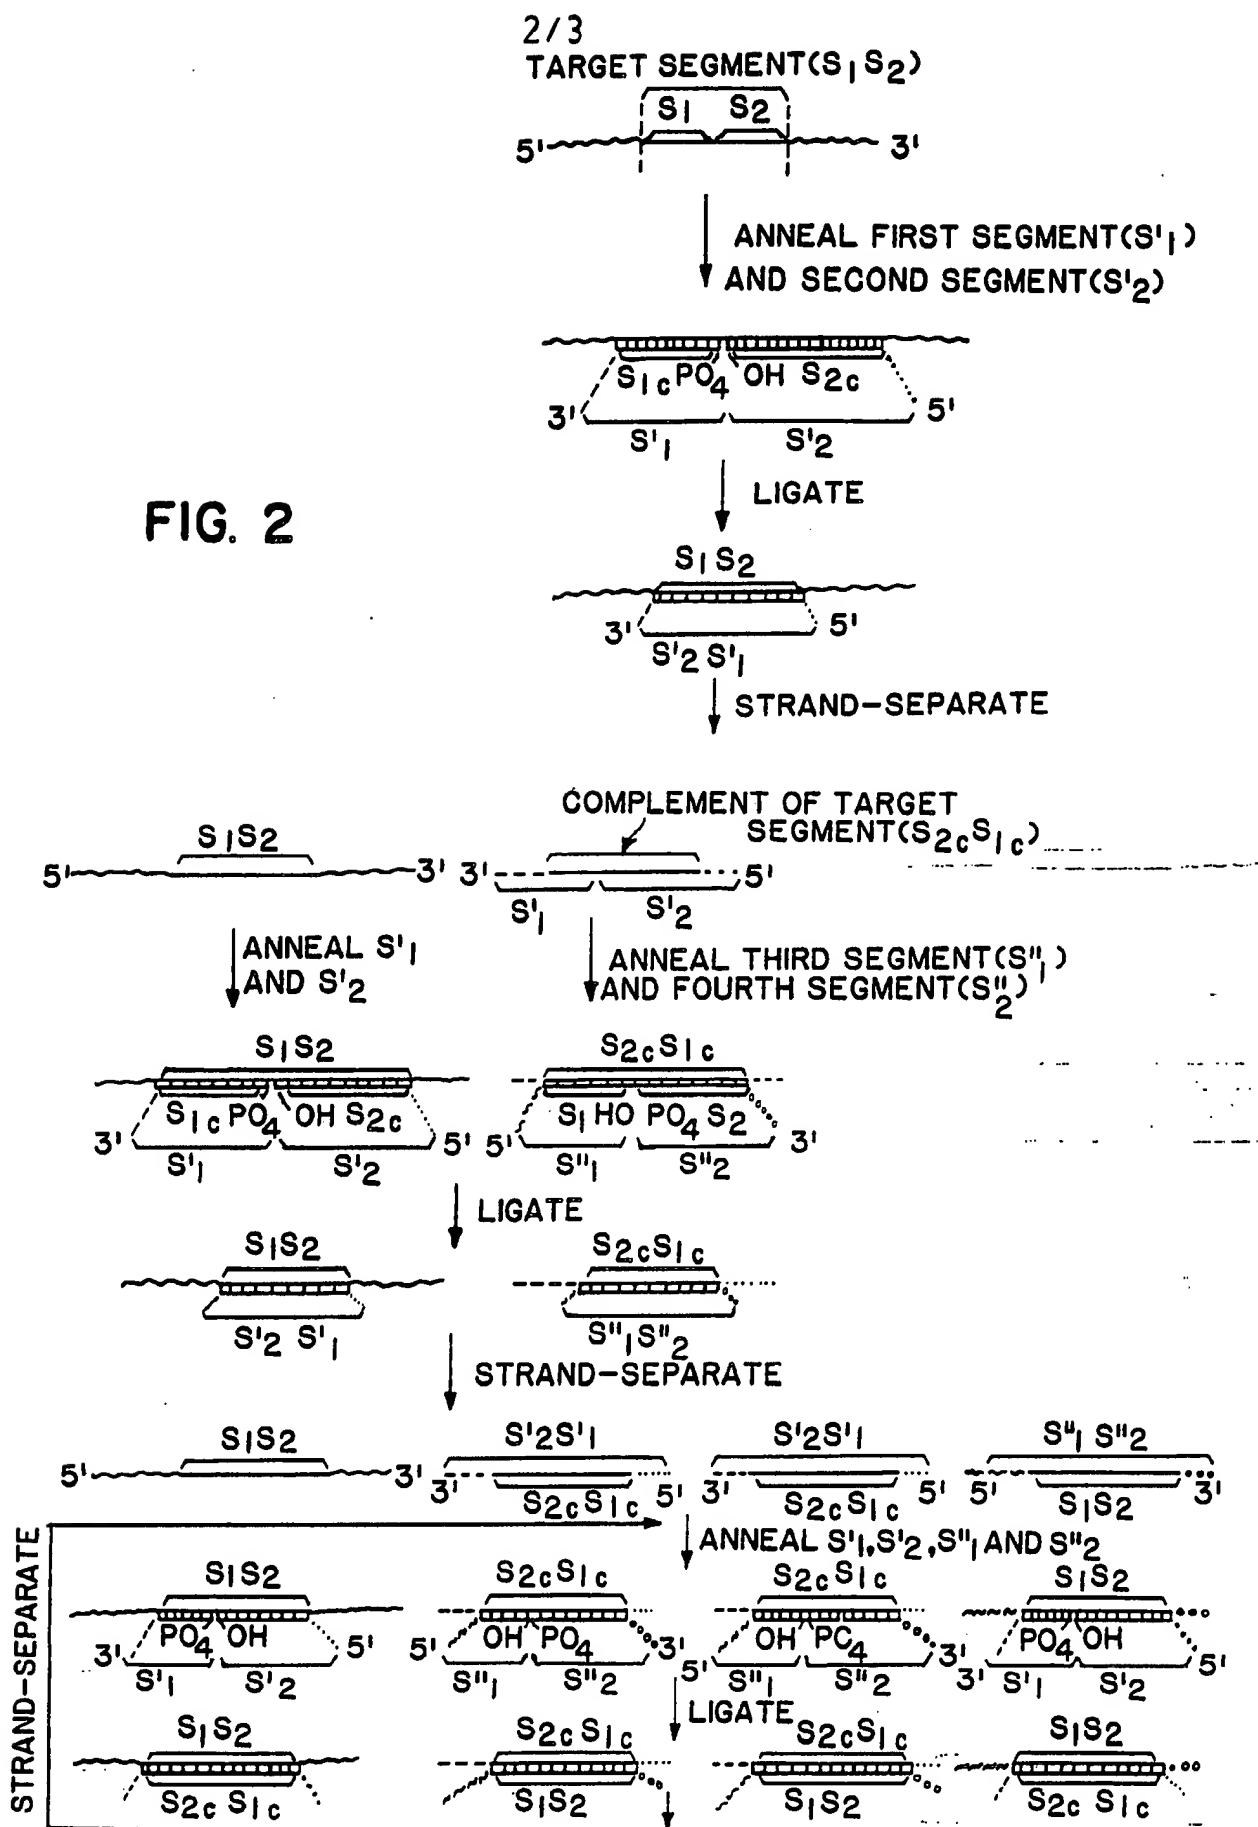 2/3
TARGET SEGMENT(S1S2)
S1 S2
5' 3'
ANNEAL FIRST SEGMENT(S'1)
AND SECOND SEGMENT(S'2)
S1c PO4 OH S2c
3' 5'
S'1 S'2
LIGATE
FIG. 2
S1S2
3' 5'
S'2 S'1
STRAND-SEPARATE
COMPLEMENT OF TARGET
SEGMENT(S2cS1c)
S1S2
5' 3' 3' 5'
S'1 S'2
ANNEAL S'1
AND S'2
ANNEAL THIRD SEGMENT(S"1)
AND FOURTH SEGMENT(S"2)
S1S2 S2cS1c
S1c PO4 OH S2c S1 HO PO4 S2
3' 5' 5' 3'
S'1 S'2 S"1 S"2
LIGATE
S1S2 S2cS1c
S'2 S'1 S"1S"2
STRAND-SEPARATE
S1S2 S'2S'1 S'2S'1 S"1 S"2
5' 3' 3' 5' 3' 5' 5' 3'
S2cS1c S2cS1c S1S2
ANNEAL S'1,S'2,S"1 AND S"2
STRAND-SEPARATE
S1S2 S2cS1c S2cS1c S1S2
PO4 OH OH PO4 OH PO4 PO4 OH
3' 5' 5' 3' 5' 3' 3' 5'
S'1 S'2 S"1 S"2 S"1 S"2 S'1 S'2
LIGATE
S1S2 S2cS1c S2cS1c S1S2
S2c S1c S1S2 S1S2 S2c S1c